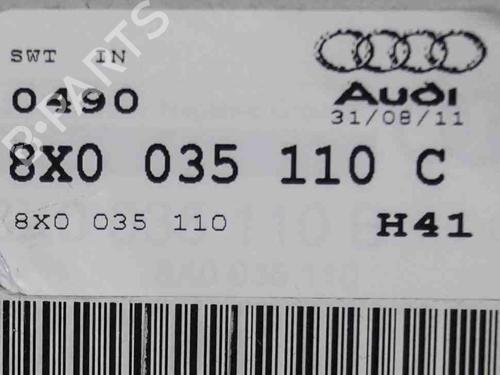 SWT IN
0490
Audi
31/08/11
8X0 035 110 C
8X0 035 110
H41
B-PARTS